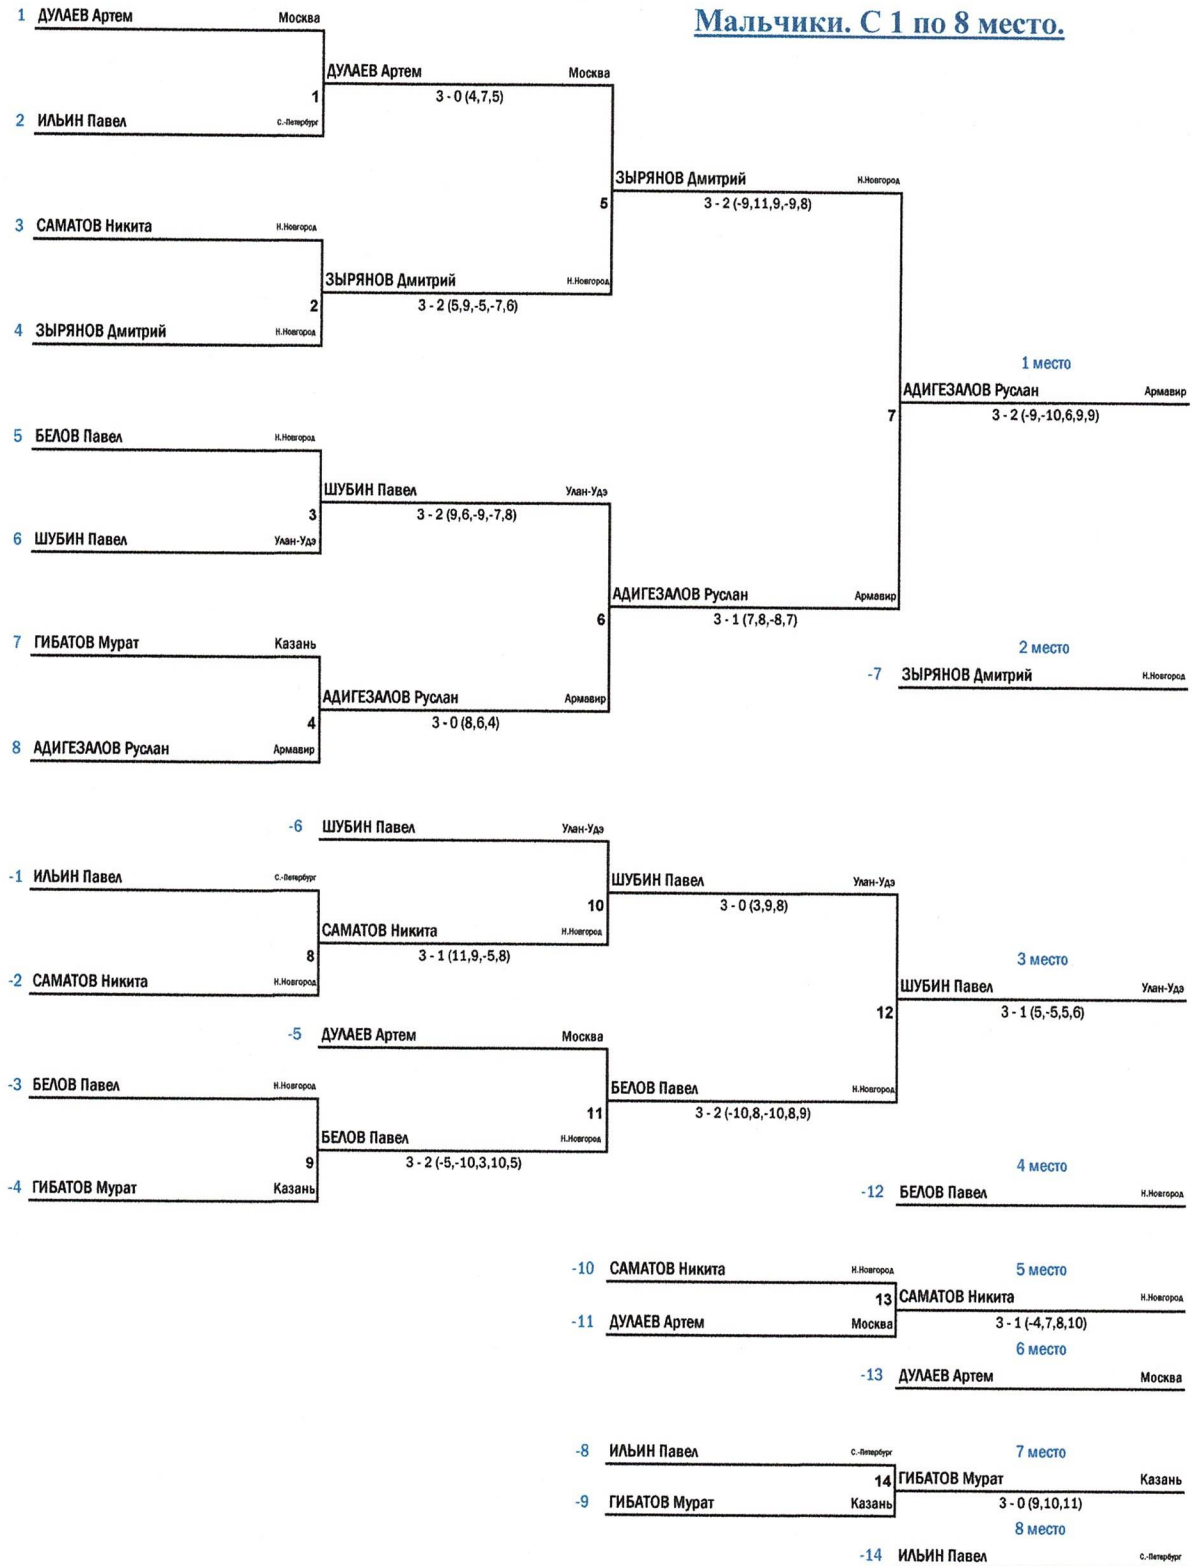 Мальчики. С 1 по 8 место.
1 ДУЛАЕВ Артем Москва
ДУЛАЕВ Артем Москва
1 3 - 0 (4,7,5)
2 ИЛЬИН Павел С.-Петербург
ЗЫРЯНОВ Дмитрий Н.Новгород
5 3 - 2 (-9,11,9,-9,8)
3 САМАТОВ Никита Н.Новгород
ЗЫРЯНОВ Дмитрий Н.Новгород
2 3 - 2 (5,9,-5,-7,6)
4 ЗЫРЯНОВ Дмитрий Н.Новгород
1 место
АДИГЕЗАЛОВ Руслан Армавир
7 3 - 2 (-9,-10,6,9,9)
5 БЕЛОВ Павел Н.Новгород
ШУБИН Павел Улан-Удэ
3 3 - 2 (9,6,-9,-7,8)
6 ШУБИН Павел Улан-Удэ
АДИГЕЗАЛОВ Руслан Армавир
6 3 - 1 (7,8,-8,7)
7 ГИБАТОВ Мурат Казань
2 место
-7 ЗЫРЯНОВ Дмитрий Н.Новгород
АДИГЕЗАЛОВ Руслан Армавир
4 3 - 0 (8,6,4)
8 АДИГЕЗАЛОВ Руслан Армавир
-6 ШУБИН Павел Улан-Удэ
-1 ИЛЬИН Павел С.-Петербург
ШУБИН Павел Улан-Удэ
10 3 - 0 (3,9,8)
САМАТОВ Никита Н.Новгород
8 3 - 1 (11,9,-5,8)
3 место
-2 САМАТОВ Никита Н.Новгород
ШУБИН Павел Улан-Удэ
12 3 - 1 (5,-5,5,6)
-5 ДУЛАЕВ Артем Москва
-3 БЕЛОВ Павел Н.Новгород
БЕЛОВ Павел Н.Новгород
11 3 - 2 (-10,8,-10,8,9)
БЕЛОВ Павел Н.Новгород
9 3 - 2 (-5,-10,3,10,5)
4 место
-4 ГИБАТОВ Мурат Казань
-12 БЕЛОВ Павел Н.Новгород
-10 САМАТОВ Никита Н.Новгород
5 место
13 САМАТОВ Никита Н.Новгород
-11 ДУЛАЕВ Артем Москва
3 - 1 (-4,7,8,10)
6 место
-13 ДУЛАЕВ Артем Москва
-8 ИЛЬИН Павел С.-Петербург
7 место
14 ГИБАТОВ Мурат Казань
-9 ГИБАТОВ Мурат Казань
3 - 0 (9,10,11)
8 место
-14 ИЛЬИН Павел С.-Петербург